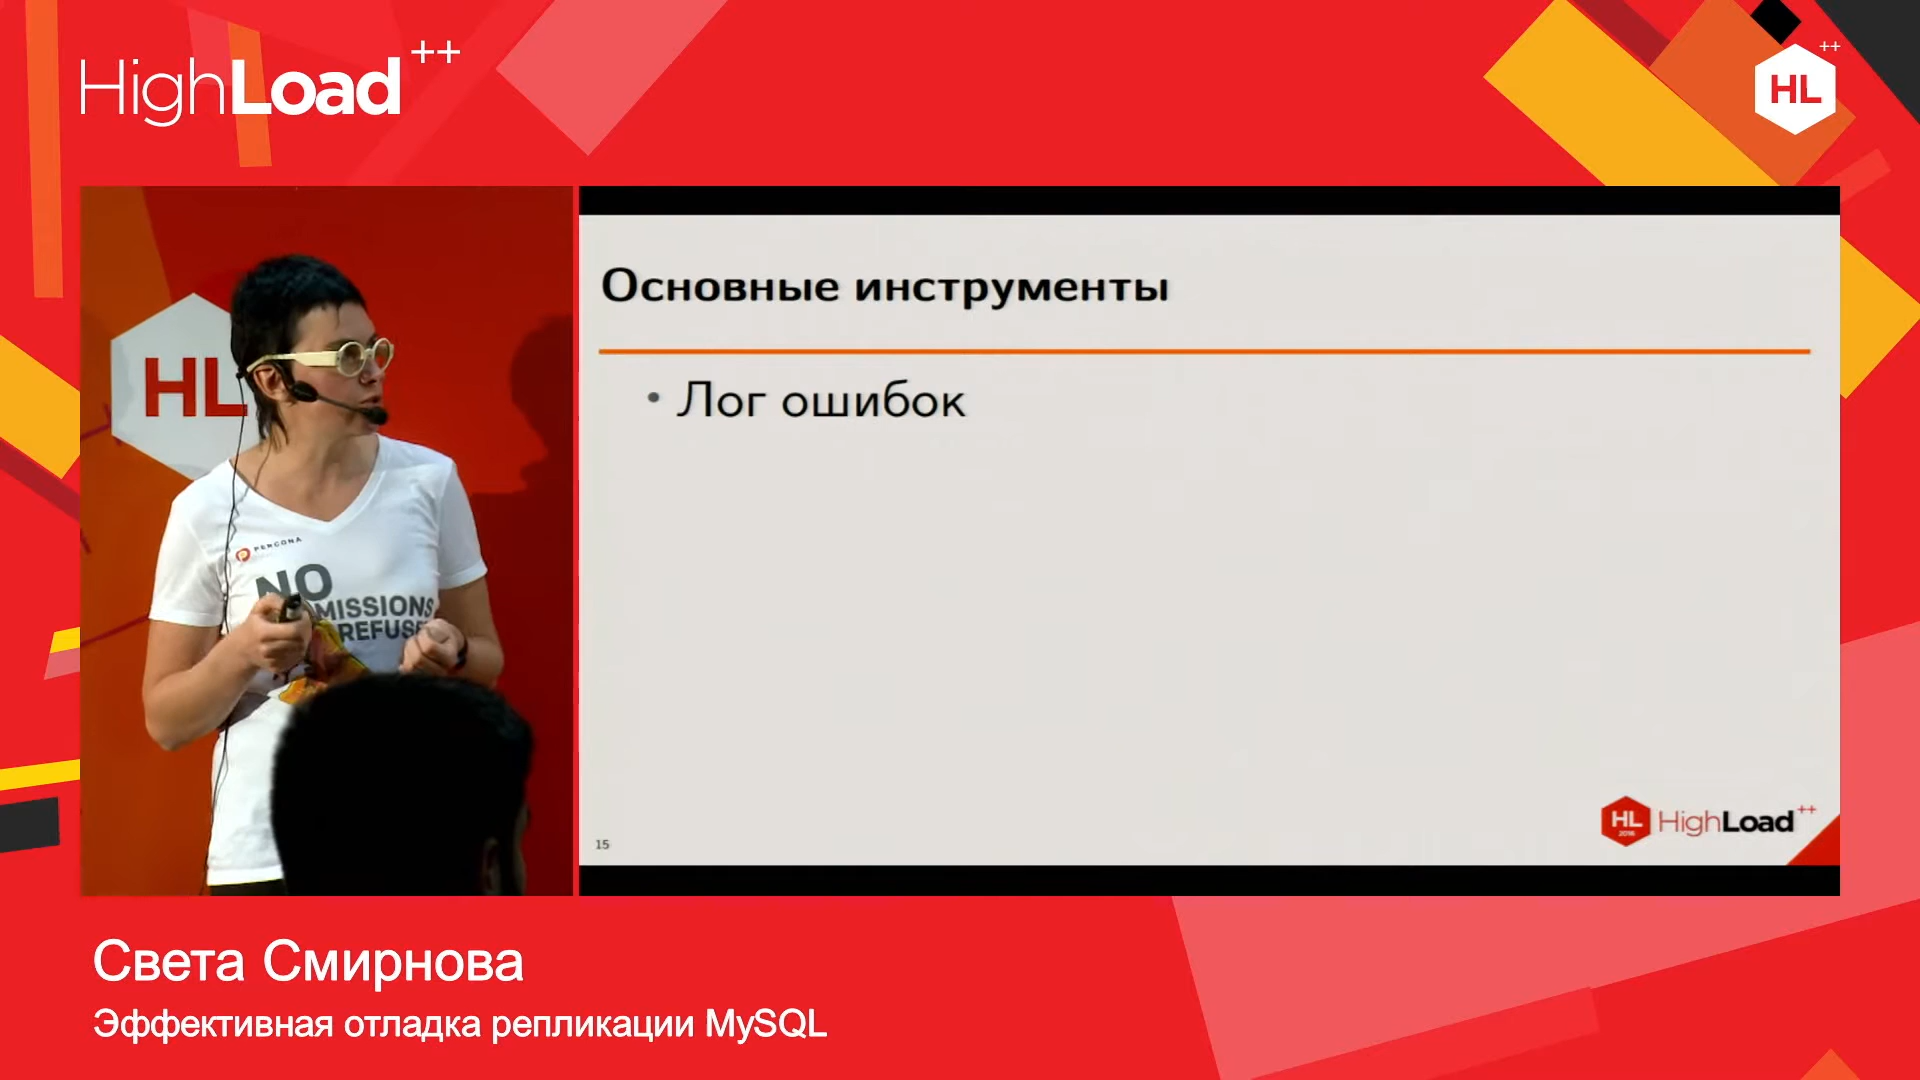 HighLoad++
++
HL
HL
PERCONA
NO
MISSIONS
REFUSE
Основные инструменты
• Лог ошибок
15
HL
2016
HighLoad++
Света Смирнова
Эффективная отладка репликации MySQL